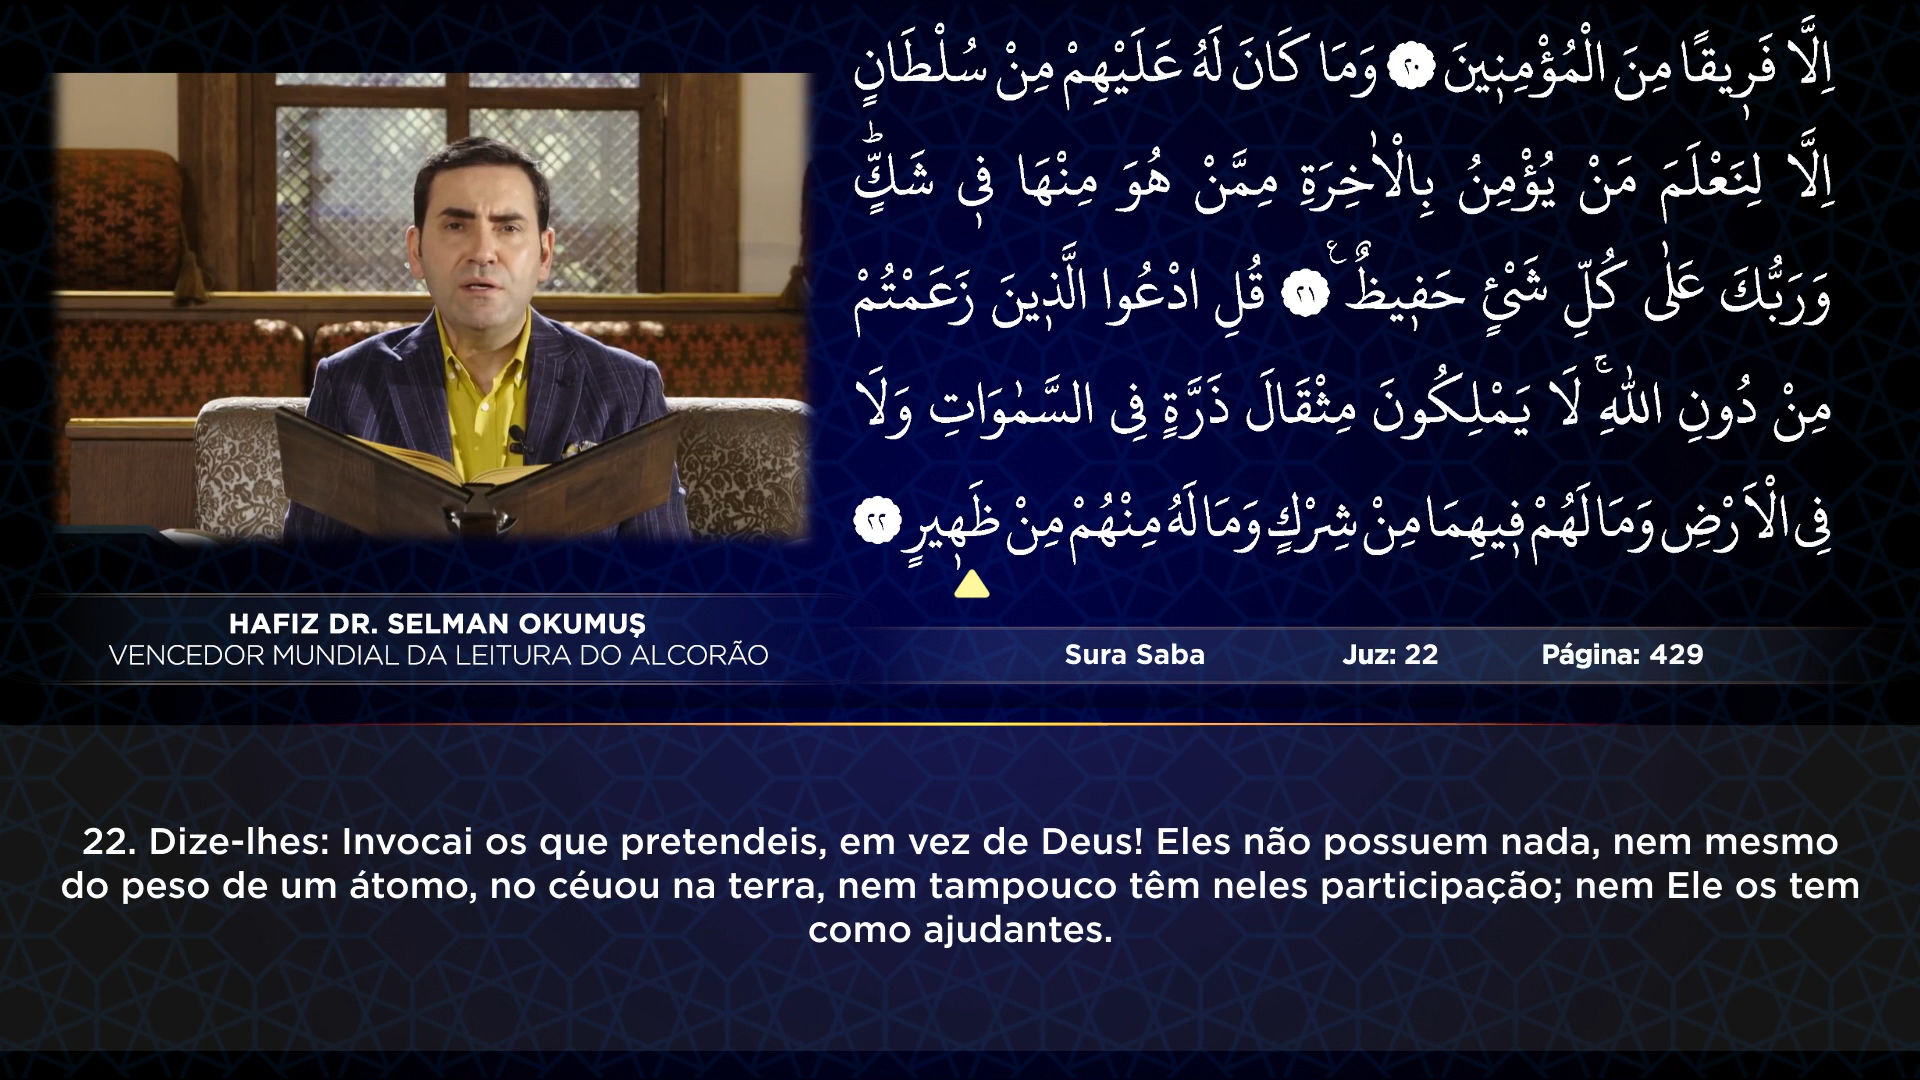 اِلَّا فَر۪يقًا مِنَ الْمُؤْمِن۪ينَ ٢٠ وَمَا كَانَ لَهُ عَلَيْهِمْ مِنْ سُلْطَانٍ
اِلَّا لِنَعْلَمَ مَنْ يُؤْمِنُ بِالْاٰخِرَةِ مِمَّنْ هُوَ مِنْهَا ف۪ي شَكٍّۜ
وَرَبُّكَ عَلٰى كُلِّ شَيْءٍ حَف۪يظٌ۟ ٢١ قُلِ ادْعُوا الَّذ۪ينَ زَعَمْتُمْ
مِنْ دُونِ اللّٰهِۚ لَا يَمْلِكُونَ مِثْقَالَ ذَرَّةٍ فِي السَّمٰوَاتِ وَلَا
فِي الْاَرْضِ وَمَا لَهُمْ ف۪يهِمَا مِنْ شِرْكٍ وَمَا لَهُ مِنْهُمْ مِنْ ظَه۪يرٍ ٢٢
HAFIZ DR. SELMAN OKUMUŞ
VENCEDOR MUNDIAL DA LEITURA DO ALCORÃO
Sura Saba Juz: 22 Página: 429
22. Dize-lhes: Invocai os que pretendeis, em vez de Deus! Eles não possuem nada, nem mesmo
do peso de um átomo, no céuou na terra, nem tampouco têm neles participação; nem Ele os tem
como ajudantes.